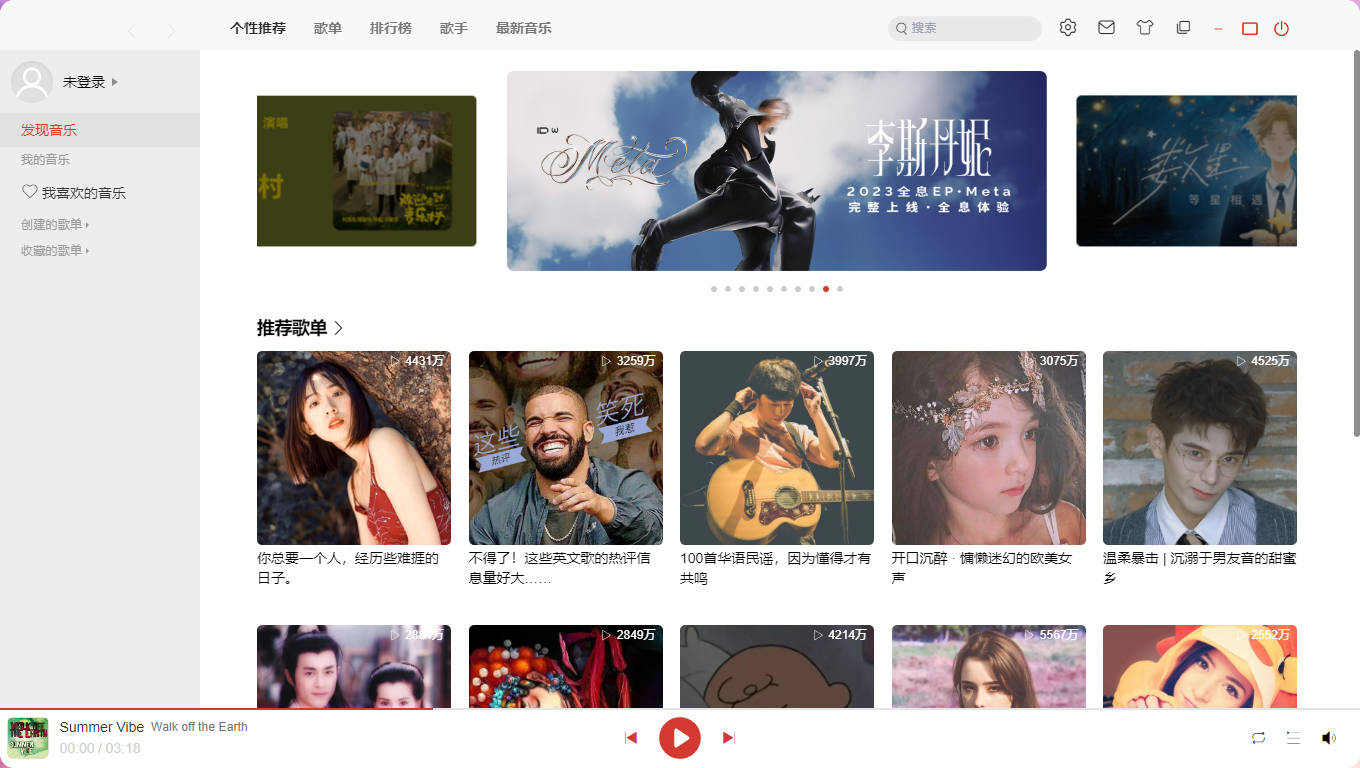 个性推荐 歌单 排行榜 歌手 最新音乐 搜索
未登录
发现音乐
我的音乐
我喜欢的音乐
创建的歌单
收藏的歌单
演唱
村
ID W
Meta
李斯丹妮
2023全息EP·Meta
完整上线·全息体验
数星
等星相遇
推荐歌单
4431万
3259万
3997万
3075万
4525万
这些
热评
笑死
我惹
你总要一个人，经历些难捱的
日子。
不得了！这些英文歌的热评信
息量好大……
100首华语民谣，因为懂得才有
共鸣
开口沉醉 · 慵懒迷幻的欧美女
声
温柔暴击 | 沉溺于男友音的甜蜜
乡
2849万
4214万
5567万
2552万
WALK OFF
THE EARTH
SUMMER
VIBE
Summer Vibe Walk off the Earth
00:00 / 03:18